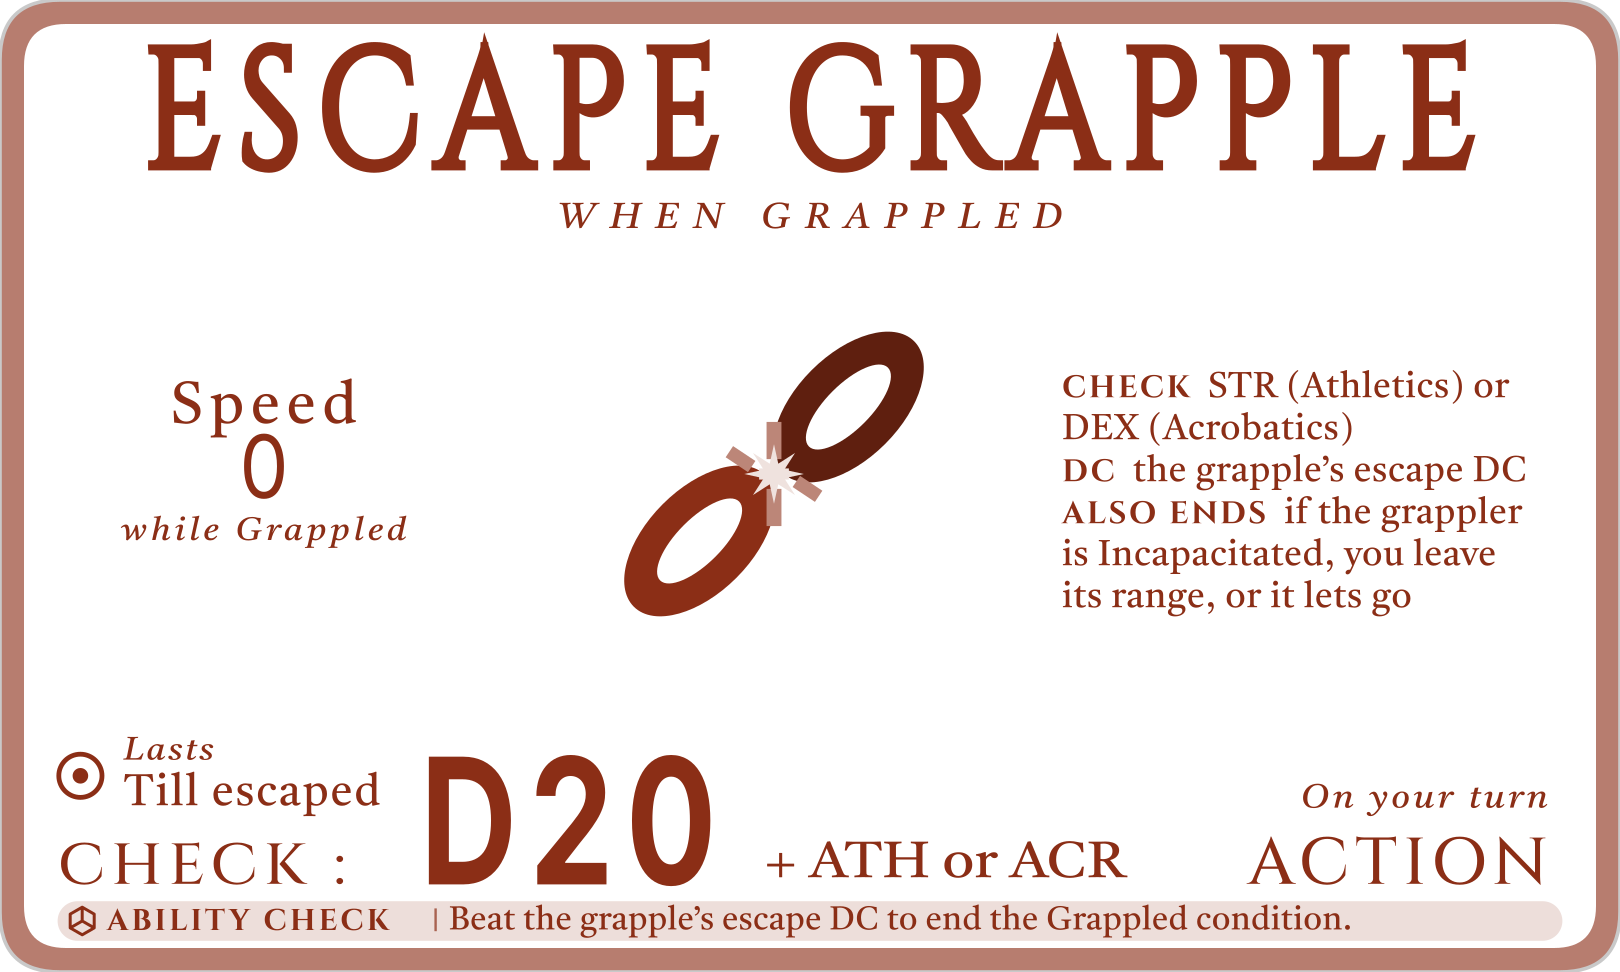 ESCAPE GRAPPLE
WHEN GRAPPLED
Speed
0
while Grappled
CHECK STR (Athletics) or
DEX (Acrobatics)
DC the grapple’s escape DC
ALSO ENDS if the grappler
is Incapacitated, you leave
its range, or it lets go
Lasts
Till escaped
CHECK : D20 + ATH or ACR
On your turn
ACTION
ABILITY CHECK | Beat the grapple’s escape DC to end the Grappled condition.